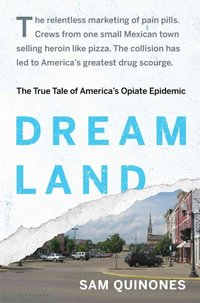 The relentless marketing of pain pills.
Crews from one small Mexican town
selling heroin like pizza. The collision has
led to America's greatest drug scourge.
The True Tale of America's Opiate Epidemic
DREAM
LAND
SAM QUINONES